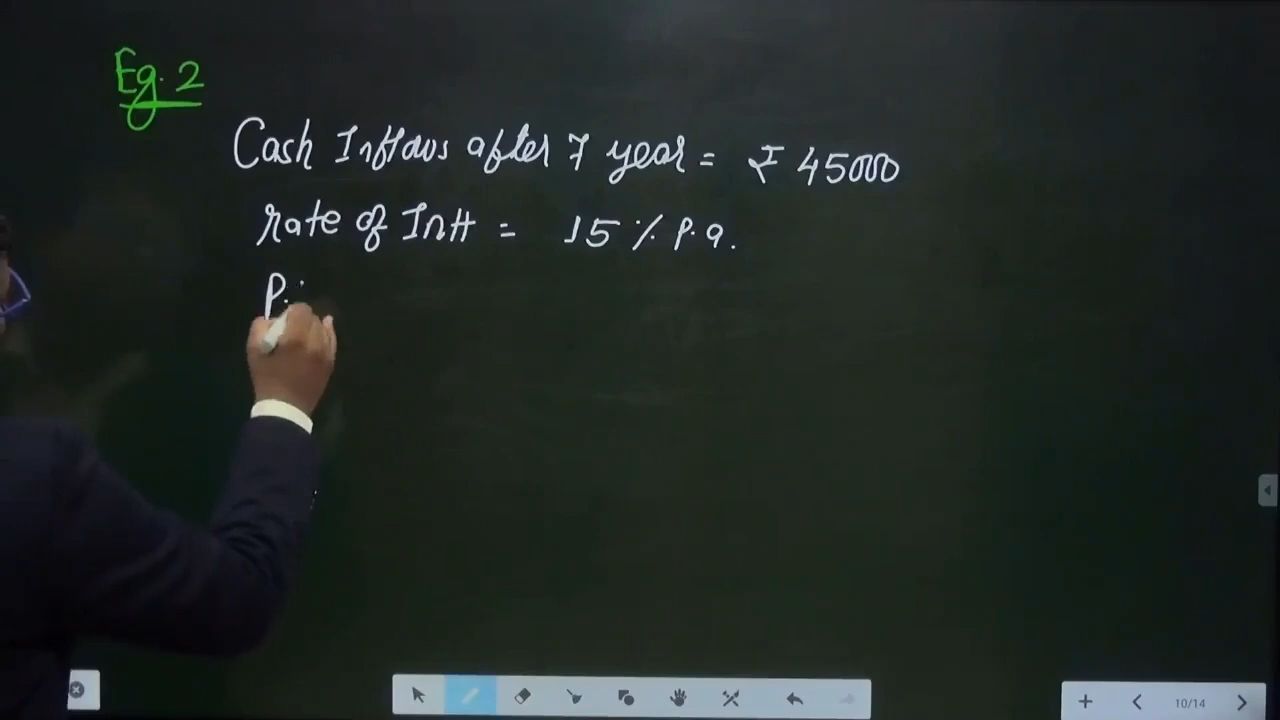 Eg. 2
Cash Inflows after 7 year = ₹ 45000
rate of Intt = 15 % p.a.
P.
10/14